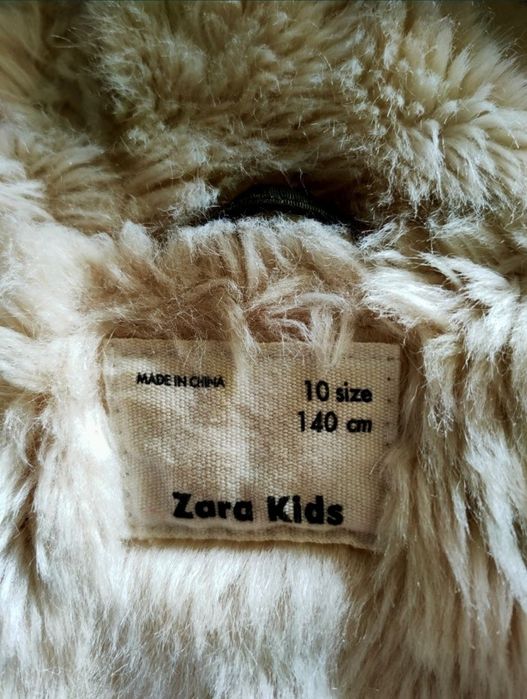 MADE IN CHINA
10 size
140 cm
Zara Kids